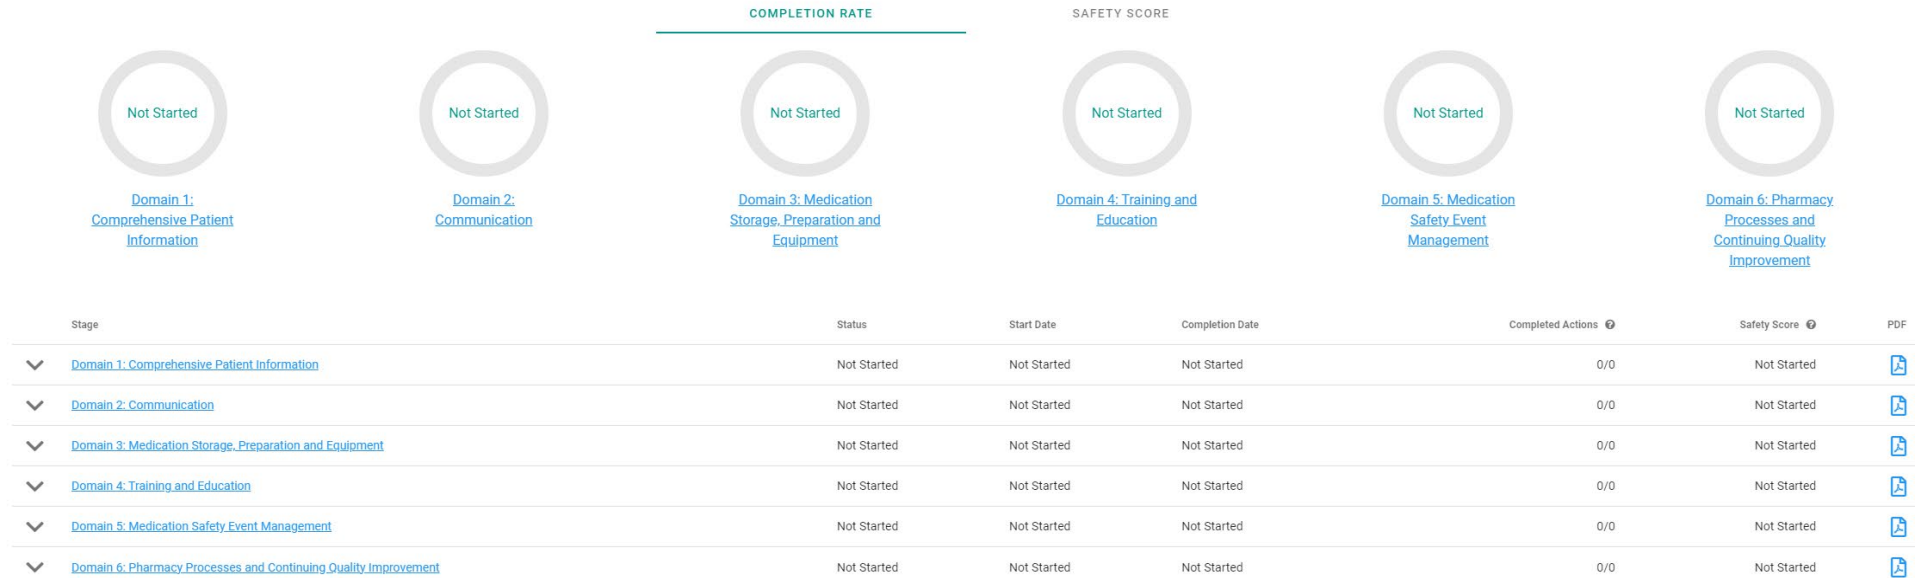 COMPLETION RATE SAFETY SCORE
Not Started Not Started Not Started Not Started Not Started Not Started
Domain 1:
Comprehensive Patient
Information
Domain 2:
Communication
Domain 3: Medication
Storage, Preparation and
Equipment
Domain 4: Training and
Education
Domain 5: Medication
Safety Event
Management
Domain 6: Pharmacy
Processes and
Continuing Quality
Improvement
Stage Status Start Date Completion Date Completed Actions Safety Score PDF
Domain 1: Comprehensive Patient Information Not Started Not Started Not Started 0/0 Not Started
Domain 2: Communication Not Started Not Started Not Started 0/0 Not Started
Domain 3: Medication Storage, Preparation and Equipment Not Started Not Started Not Started 0/0 Not Started
Domain 4: Training and Education Not Started Not Started Not Started 0/0 Not Started
Domain 5: Medication Safety Event Management Not Started Not Started Not Started 0/0 Not Started
Domain 6: Pharmacy Processes and Continuing Quality Improvement Not Started Not Started Not Started 0/0 Not Started